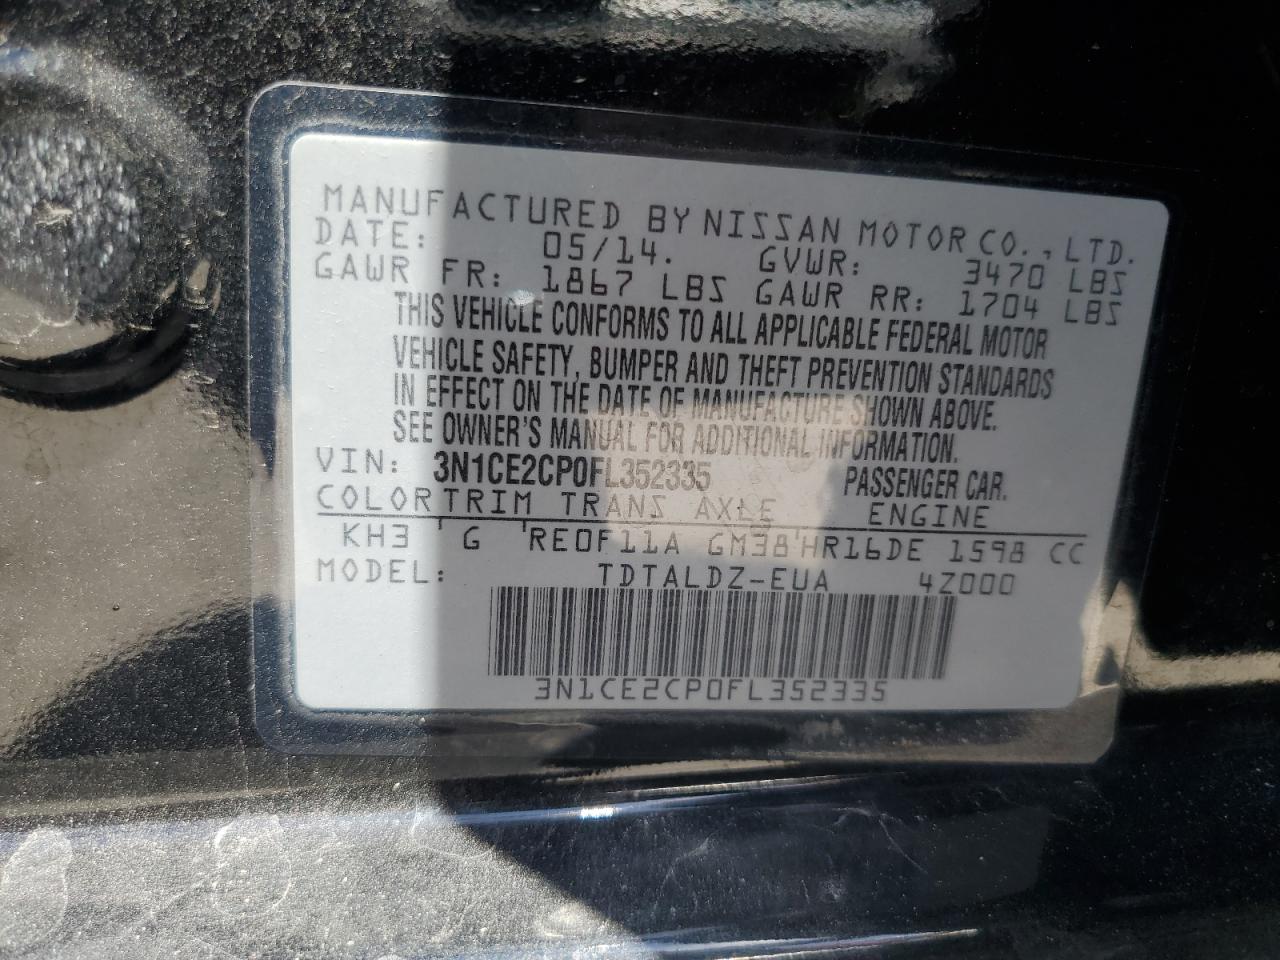 MANUFACTURED BY NISSAN MOTOR CO., LTD.
DATE: 05/14. GVWR: 3470 LBS
GAWR FR: 1867 LBS GAWR RR: 1704 LBS
THIS VEHICLE CONFORMS TO ALL APPLICABLE FEDERAL MOTOR
VEHICLE SAFETY, BUMPER AND THEFT PREVENTION STANDARDS
IN EFFECT ON THE DATE OF MANUFACTURE SHOWN ABOVE.
SEE OWNER'S MANUAL FOR ADDITIONAL INFORMATION.
VIN: 3N1CE2CP0FL352335 PASSENGER CAR.
COLOR TRIM TRANS AXLE ENGINE
KH3 G RE0F11A GM38 HR16DE 1598 CC
MODEL: TDTALDZ-EUA 4Z000
3N1CE2CP0FL352335